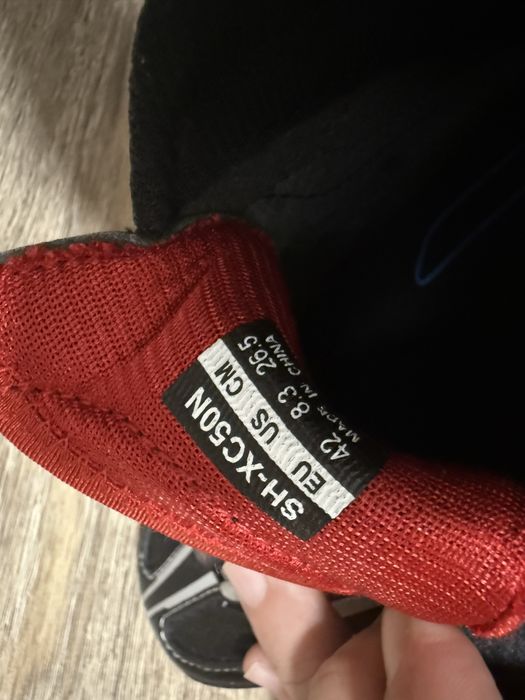 SH-XC50N
EU US CM
42 8.3 26.5
MADE IN CHINA